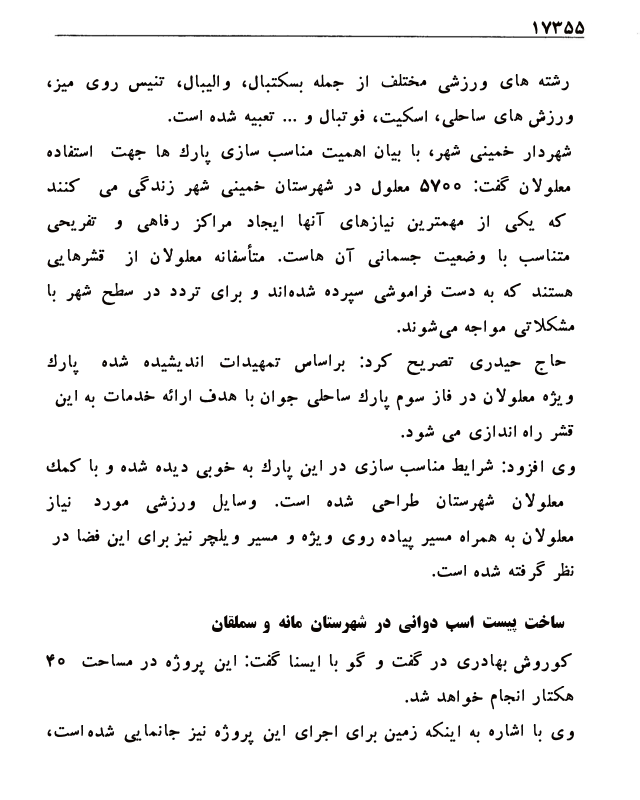 ۱۷۳۵۵
رشته های ورزشی مختلف از جمله بسکتبال، والیبال، تنیس روی میز،
ورزش های ساحلی، اسکیت، فوتبال و ... تعبیه شده است.
شهردار خمینی شهر، با بیان اهمیت مناسب سازی پارك ها جهت استفاده
معلولان گفت: ۵۷۰۰ معلول در شهرستان خمینی شهر زندگی می کنند
که یکی از مهمترین نیازهای آنها ایجاد مراکز رفاهی و تفریحی
متناسب با وضعیت جسمانی آن هاست. متأسفانه معلولان از قشرهایی
هستند که به دست فراموشی سپرده شده‌اند و برای تردد در سطح شهر با
مشکلاتی مواجه می‌شوند.
حاج حیدری تصریح کرد: براساس تمهیدات اندیشیده شده پارك
ویژه معلولان در فاز سوم پارك ساحلی جوان با هدف ارائه خدمات به این
قشر راه اندازی می شود.
وی افزود: شرایط مناسب سازی در این پارك به خوبی دیده شده و با کمك
معلولان شهرستان طراحی شده است. وسایل ورزشی مورد نیاز
معلولان به همراه مسیر پیاده روی ویژه و مسیر ویلچر نیز برای این فضا در
نظر گرفته شده است.
ساخت پیست اسب دوانی در شهرستان مانه و سملقان
کوروش بهادری در گفت و گو با ایسنا گفت: این پروژه در مساحت ۴۰
هکتار انجام خواهد شد.
وی با اشاره به اینکه زمین برای اجرای این پروژه نیز جانمایی شده‌است،